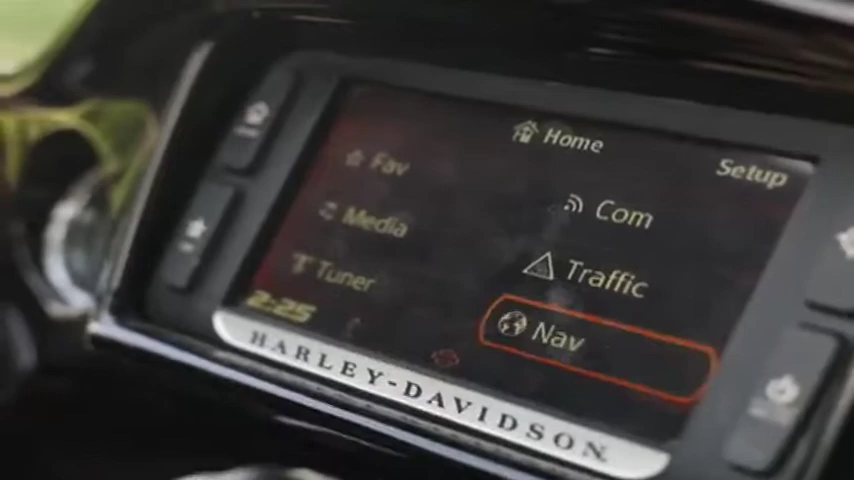 Home
Setup
Fav
Com
Media
Traffic
Tuner
Nav
2:25
HARLEY-DAVIDSON